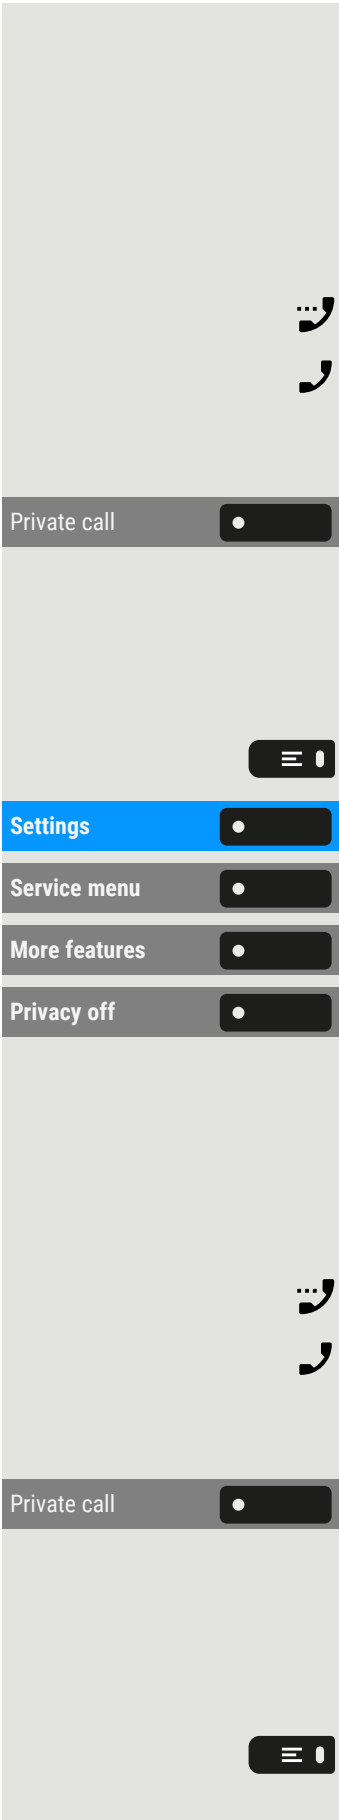 Private call
Settings
Service menu
More features
Privacy off
Private call